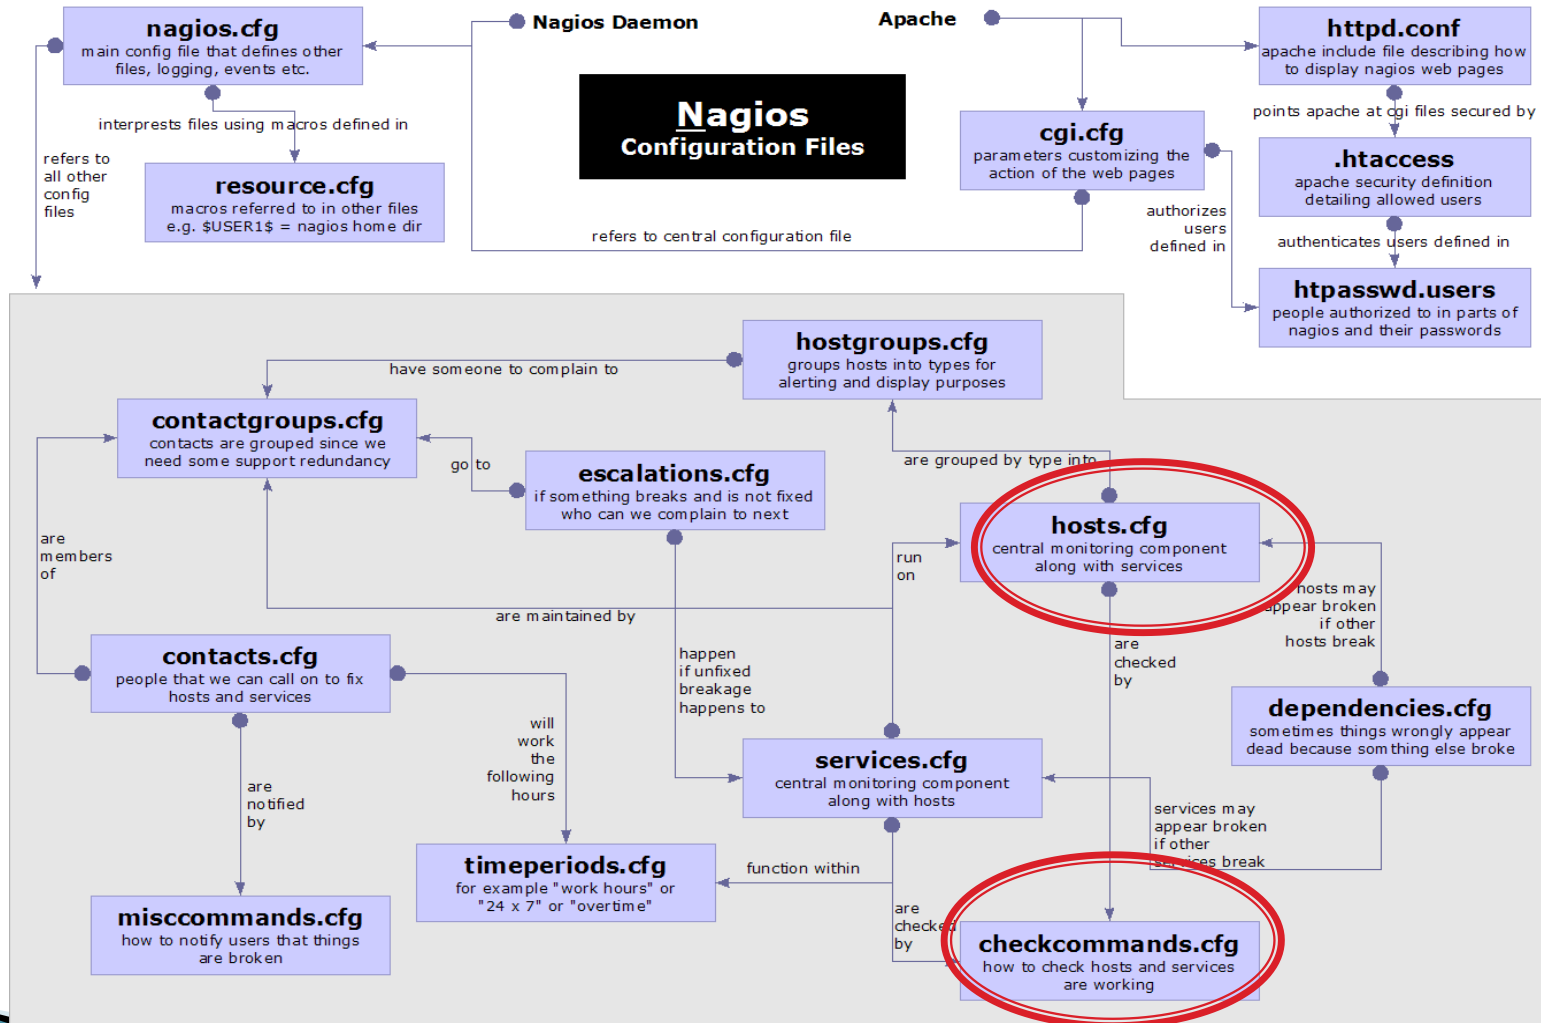 Nagios Daemon
Apache
nagios.cfg
main config file that defines other
files, logging, events etc.
httpd.conf
apache include file describing how
to display nagios web pages
Nagios
Configuration Files
interprests files using macros defined in
points apache at cgi files secured by
cgi.cfg
parameters customizing the
action of the web pages
refers to
all other
config
files
resource.cfg
macros referred to in other files
e.g. $USER1$ = nagios home dir
.htaccess
apache security definition
detailing allowed users
refers to central configuration file
authorizes
users
defined in
authenticates users defined in
htpasswd.users
people authorized to in parts of
nagios and their passwords
hostgroups.cfg
groups hosts into types for
alerting and display purposes
have someone to complain to
contactgroups.cfg
contacts are grouped since we
need some support redundancy
go to
escalations.cfg
if something breaks and is not fixed
who can we complain to next
are grouped by type into
hosts.cfg
central monitoring component
along with services
are
members
of
run
on
are maintained by
hosts may
appear broken
if other
hosts break
contacts.cfg
people that we can call on to fix
hosts and services
happen
if unfixed
breakage
happens to
are
checked
by
dependencies.cfg
sometimes things wrongly appear
dead because somthing else broke
will
work
the
following
hours
services.cfg
central monitoring component
along with hosts
are
notified
by
services may
appear broken
if other
services break
timeperiods.cfg
for example "work hours" or
"24 x 7" or "overtime"
function within
are
checked
by
misccommands.cfg
how to notify users that things
are broken
checkcommands.cfg
how to check hosts and services
are working